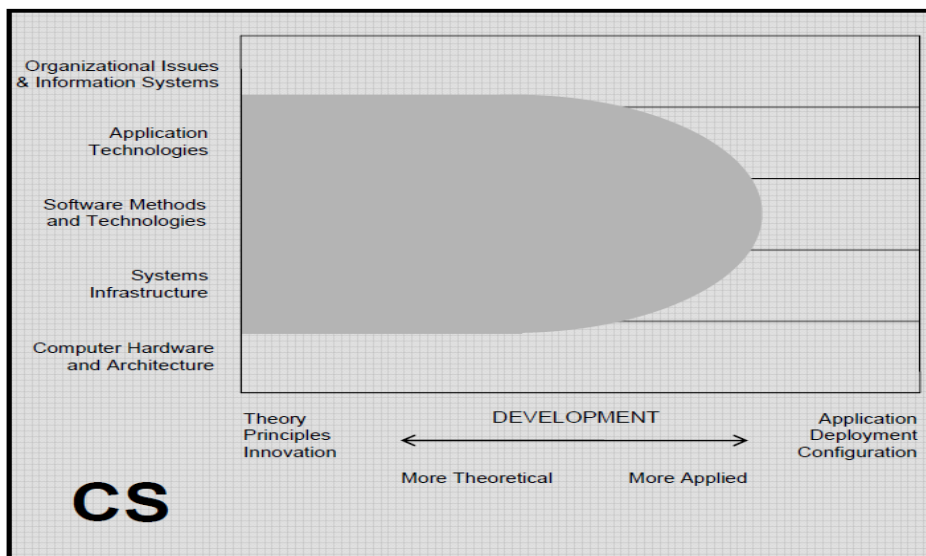 Organizational Issues
& Information Systems
Application
Technologies
Software Methods
and Technologies
Systems
Infrastructure
Computer Hardware
and Architecture
Theory
Principles
Innovation
DEVELOPMENT
More Theoretical
More Applied
Application
Deployment
Configuration
CS